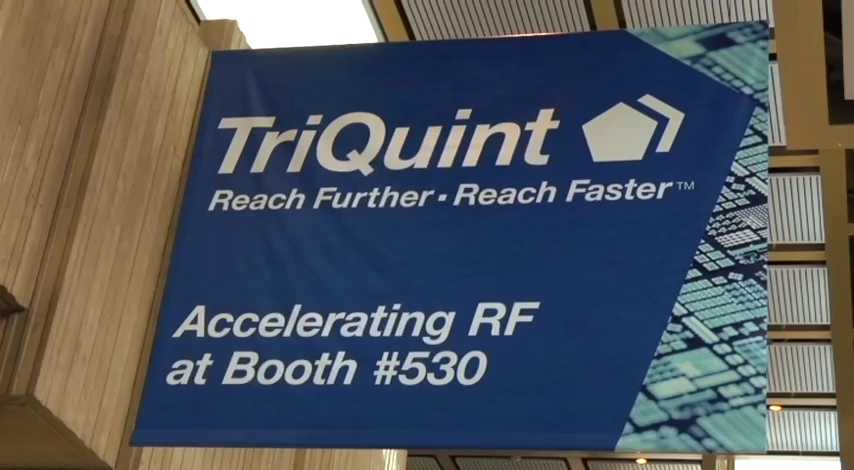 TriQuint
Reach Further · Reach Faster™
Accelerating RF
at Booth #530